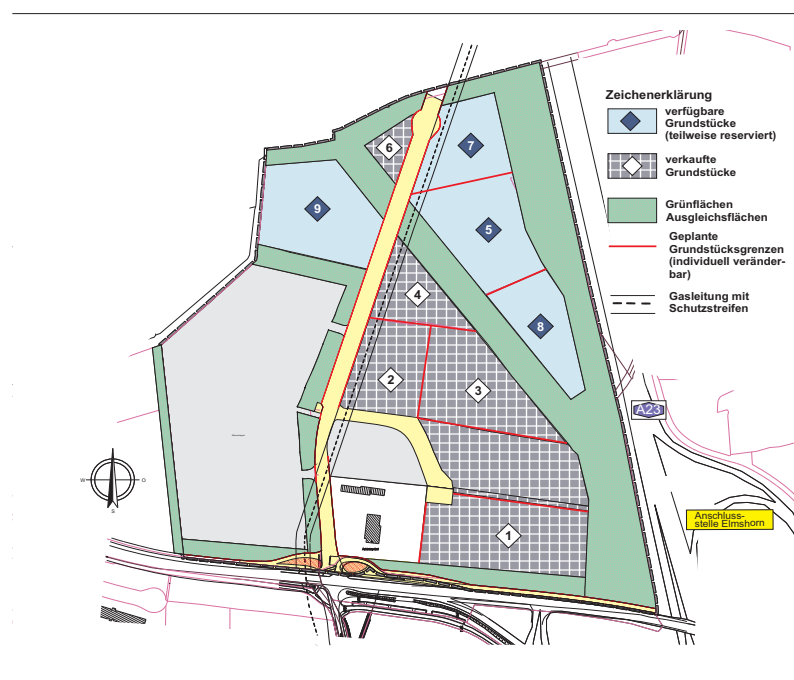 Zeichenerklärung
verfügbare
Grundstücke
(teilweise reserviert)
verkaufte
Grundstücke
Grünflächen
Ausgleichsflächen
Geplante
Grundstücksgrenzen
(individuell veränder-
bar)
Gasleitung mit
Schutzstreifen
6
7
9
5
4
8
2
3
1
A23
Anschluss-
stelle Elmshorn
W
O
S